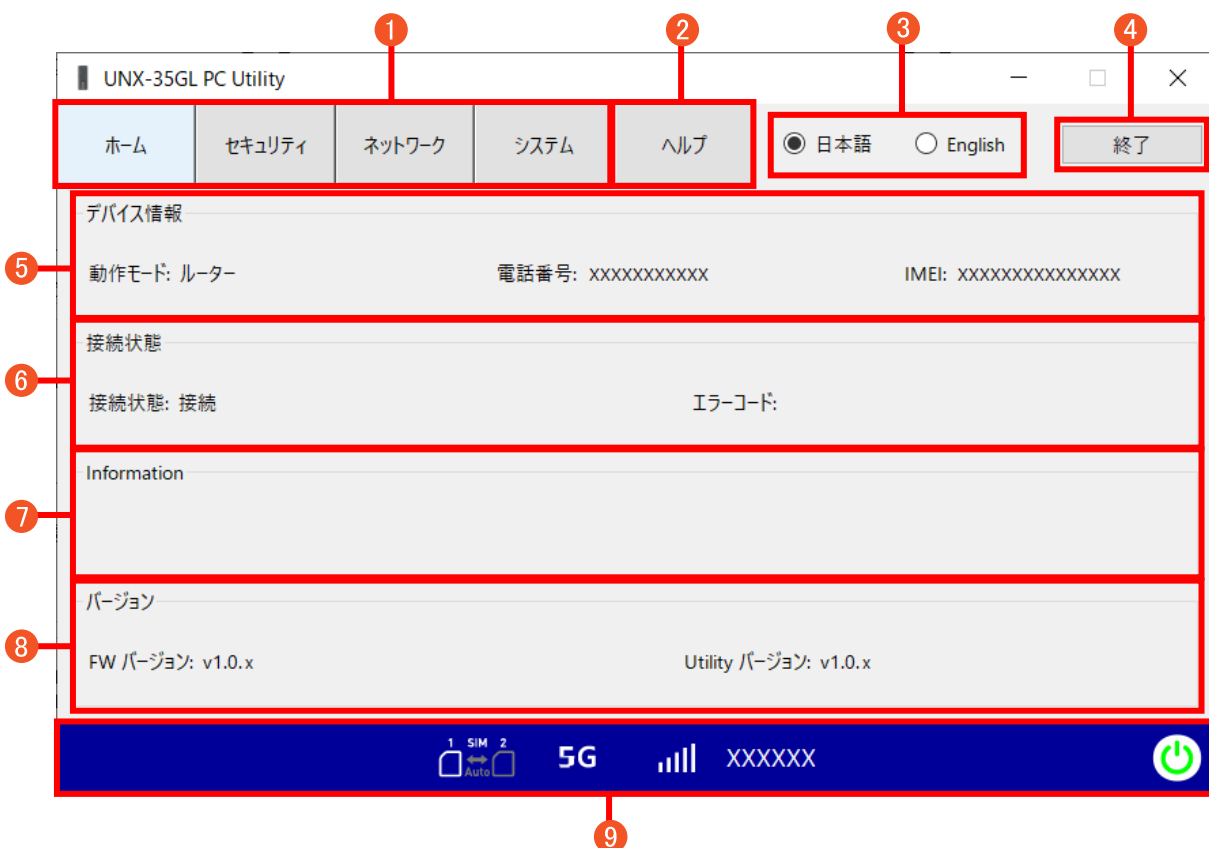 1 2 3 4
UNX-35GL PC Utility
ホーム セキュリティ ネットワーク システム ヘルプ 日本語 English 終了
デバイス情報
5
動作モード: ルーター 電話番号: XXXXXXXXXXX IMEI: XXXXXXXXXXXXXXX
接続状態
6
接続状態: 接続 エラーコード:
Information
7
バージョン
8
FW バージョン: v1.0.x Utility バージョン: v1.0.x
1 SIM 2
Auto
5G XXXXXX
9